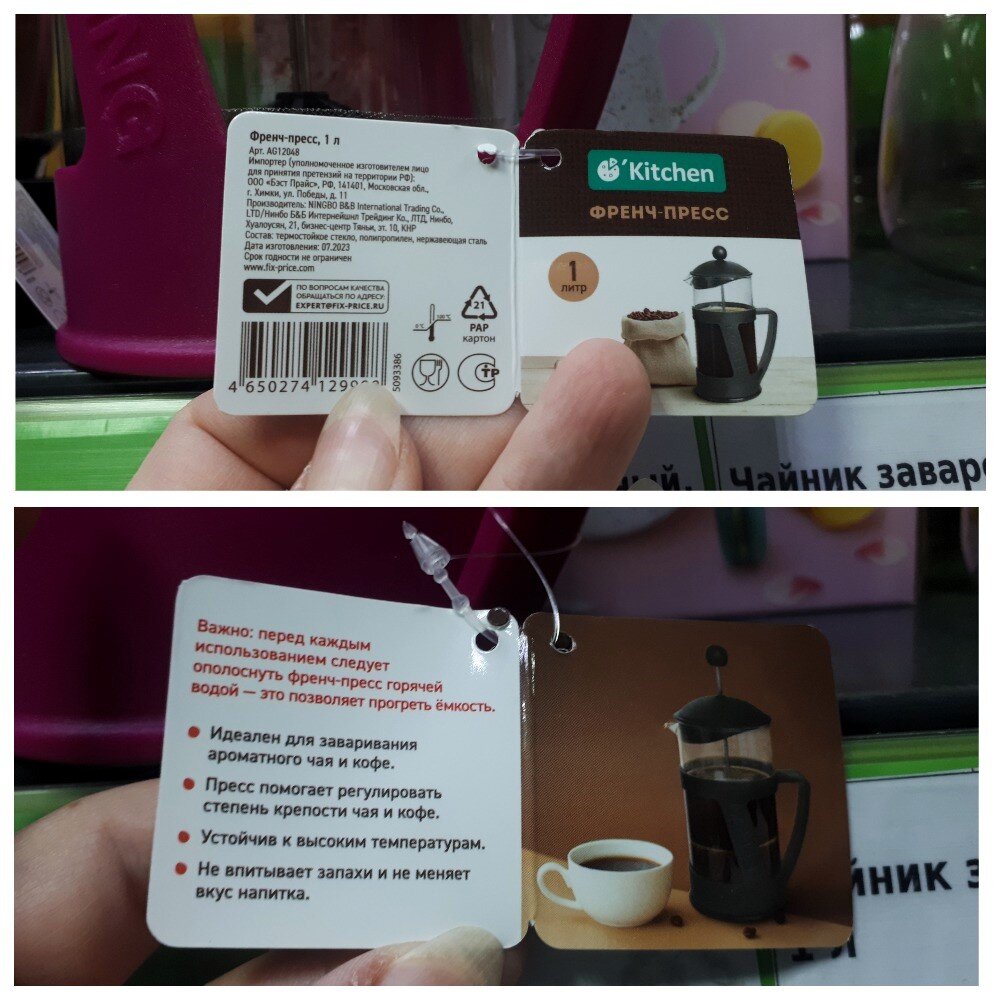 Френч-пресс, 1 л
Арт. AG12048
Импортер (уполномоченное изготовителем лицо
для принятия претензий на территории РФ):
ООО «Бэст Прайс», РФ, 141401, Московская обл.,
г. Химки, ул. Победы, д. 11
Производитель: NINGBO B&B International Trading Co.,
LTD/Нинбо Б&Б Интернейшнл Трейдинг Ко., ЛТД, Нинбо,
Хуалоусян, 21, бизнес-центр Тяньи, эт. 10, КНР
Состав: термостойкое стекло, полипропилен, нержавеющая сталь
Дата изготовления: 07.2023
Срок годности не ограничен
www.fix-price.com
ПО ВОПРОСАМ КАЧЕСТВА
ОБРАЩАТЬСЯ ПО АДРЕСУ:
EXPERT@FIX-PRICE.RU
0 °C
100 °C
21
PAP
картон
4 650274
5093386
СТР
'Kitchen
ФРЕНЧ-ПРЕСС
1
литр
Чайник
Важно: перед каждым
использованием следует
ополоснуть френч-пресс горячей
водой — это позволяет прогреть ёмкость.
• Идеален для заваривания
ароматного чая и кофе.
• Пресс помогает регулировать
степень крепости чая и кофе.
• Устойчив к высоким температурам.
• Не впитывает запахи и не меняет
вкус напитка.